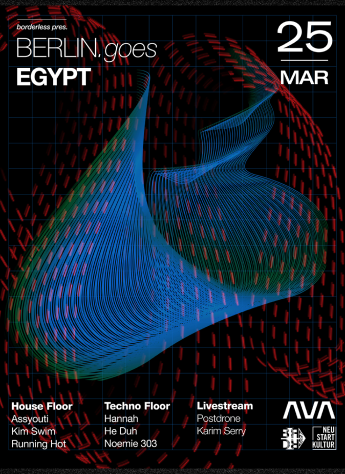 borderless pres.
BERLIN.goes
EGYPT
25
MAR
House Floor
Assyouti
Kim Swim
Running Hot
Techno Floor
Hannah
He Duh
Noemie 303
Livestream
Postdrone
Karim Serry
AVA
NEU
START
KULTUR